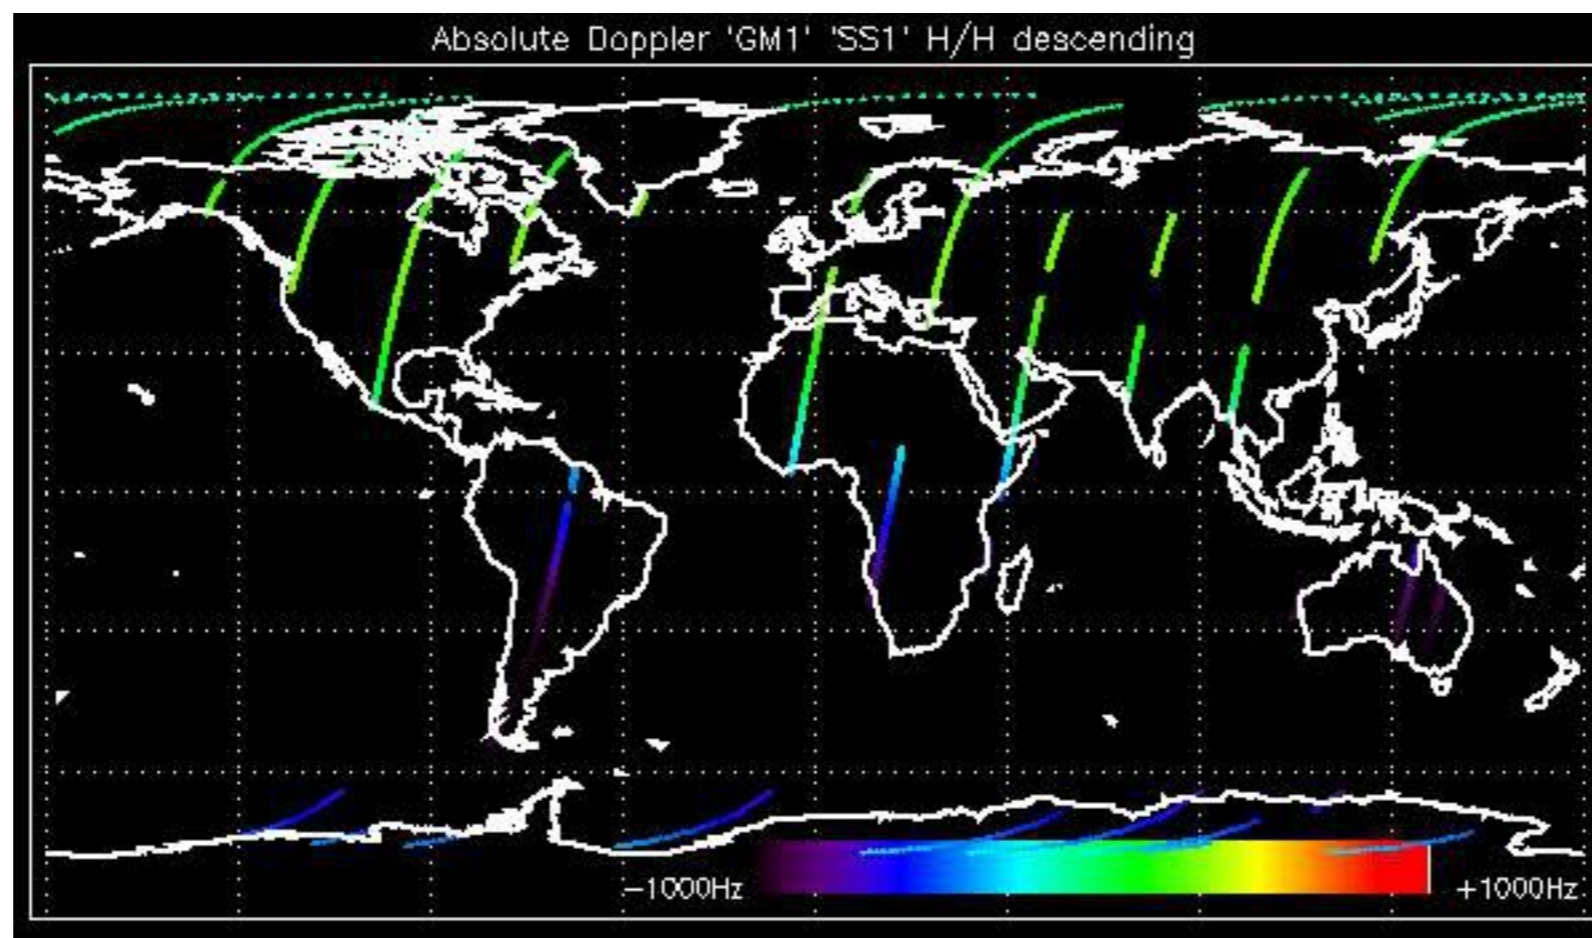 Absolute Doppler 'GM1' 'SS1' H/H descending
−1000Hz
+1000Hz